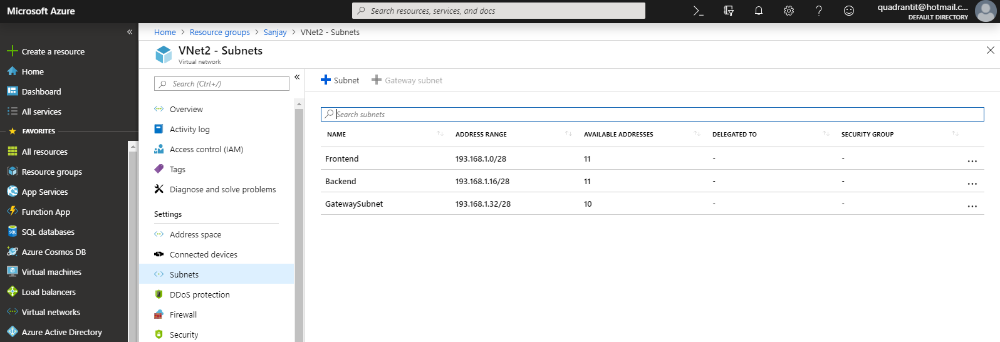 Microsoft Azure
Search resources, services, and docs
quadrantit@hotmail.c...
DEFAULT DIRECTORY
Home > Resource groups > Sanjay > VNet2 - Subnets
Create a resource
Home
Dashboard
All services
FAVORITES
All resources
Resource groups
App Services
Function App
SQL databases
Azure Cosmos DB
Virtual machines
Load balancers
Virtual networks
Azure Active Directory
VNet2 - Subnets
Virtual network
Search (Ctrl+/)
Overview
Activity log
Access control (IAM)
Tags
Diagnose and solve problems
Settings
Address space
Connected devices
Subnets
DDoS protection
Firewall
Security
Subnet Gateway subnet
Search subnets
NAME ADDRESS RANGE AVAILABLE ADDRESSES DELEGATED TO SECURITY GROUP
Frontend 193.168.1.0/28 11 - - ...
Backend 193.168.1.16/28 11 - - ...
GatewaySubnet 193.168.1.32/28 10 - - ...